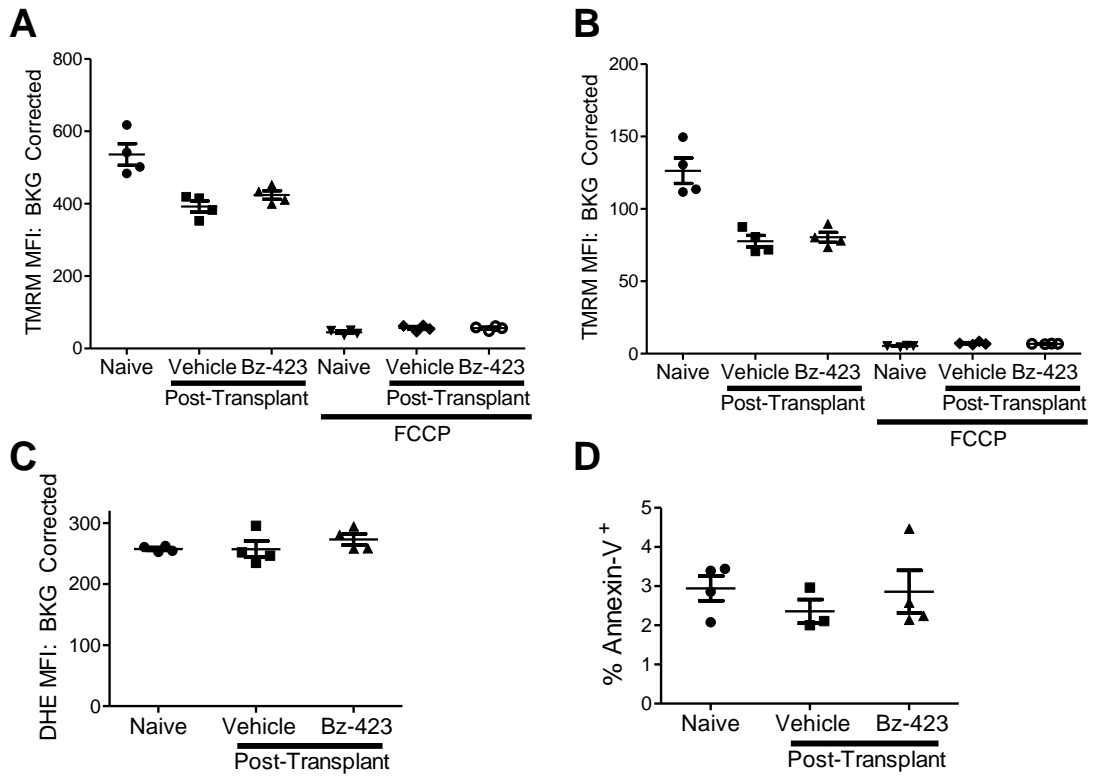 A
TMRM MFI: BKG Corrected
800
600
400
200
0
Naive Vehicle Bz-423 Naive Vehicle Bz-423
Post-Transplant Post-Transplant
FCCP
B
TMRM MFI: BKG Corrected
200
150
100
50
0
Naive Vehicle Bz-423 Naive Vehicle Bz-423
Post-Transplant Post-Transplant
FCCP
C
DHE MFI: BKG Corrected
300
200
100
0
Naive Vehicle Bz-423
Post-Transplant
D
% Annexin-V+
5
4
3
2
1
0
Naive Vehicle Bz-423
Post-Transplant